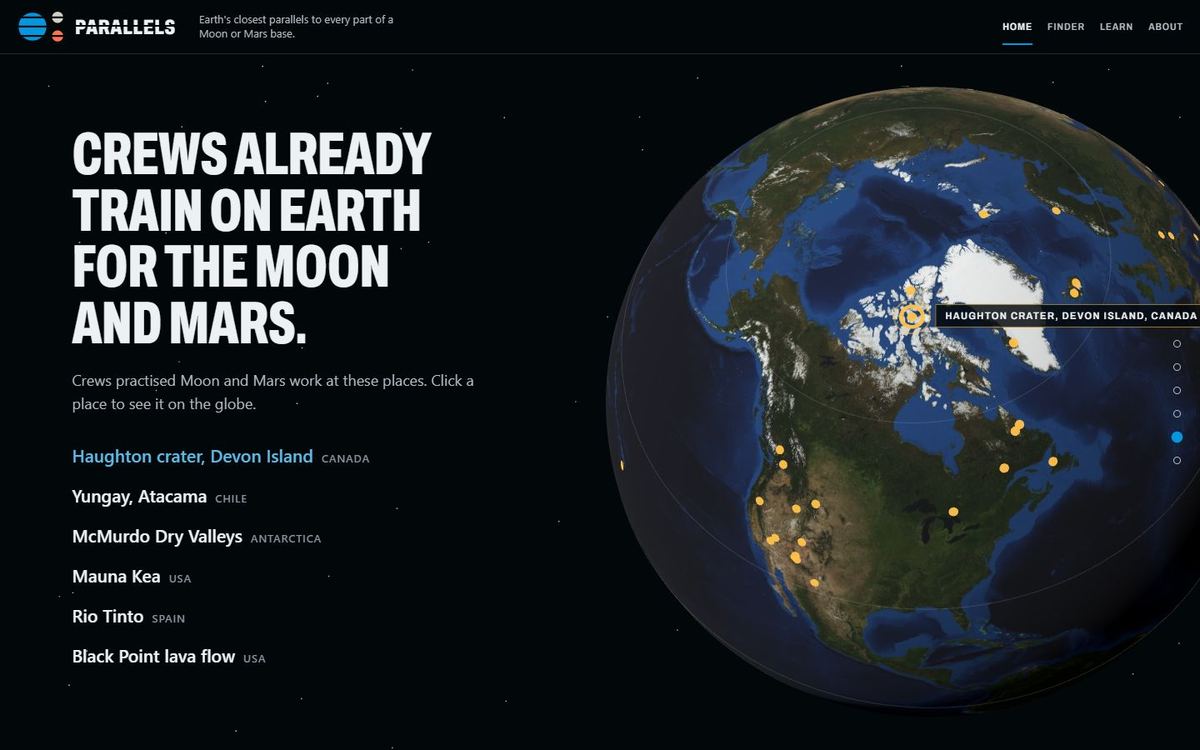 PARALLELS
Earth's closest parallels to every part of a
Moon or Mars base.
HOME FINDER LEARN ABOUT
CREWS ALREADY
TRAIN ON EARTH
FOR THE MOON
AND MARS.
Crews practised Moon and Mars work at these places. Click a
place to see it on the globe.
Haughton crater, Devon Island CANADA
Yungay, Atacama CHILE
McMurdo Dry Valleys ANTARCTICA
Mauna Kea USA
Rio Tinto SPAIN
Black Point lava flow USA
HAUGHTON CRATER, DEVON ISLAND, CANADA